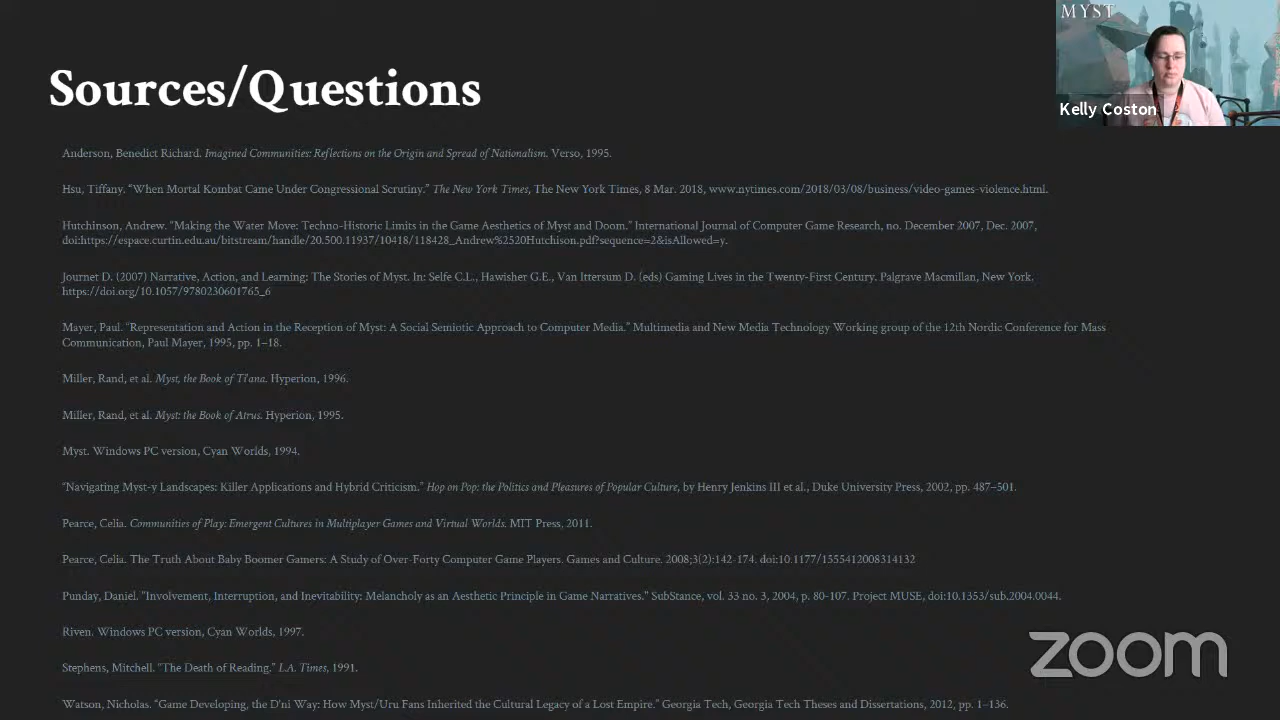 MYST
Kelly Coston
Sources/Questions
Anderson, Benedict Richard. Imagined Communities: Reflections on the Origin and Spread of Nationalism. Verso, 1995.
Hsu, Tiffany. “When Mortal Kombat Came Under Congressional Scrutiny.” The New York Times, The New York Times, 8 Mar. 2018, www.nytimes.com/2018/03/08/business/video-games-violence.html.
Hutchinson, Andrew. "Making the Water Move: Techno-Historic Limits in the Game Aesthetics of Myst and Doom." International Journal of Computer Game Research, no. December 2007, Dec. 2007,
doi:https://espace.curtin.edu.au/bitstream/handle/20.500.11937/10418/118428_Andrew%2520Hutchison.pdf?sequence=2&isAllowed=y.
Journet D. (2007) Narrative, Action, and Learning: The Stories of Myst. In: Selfe C.L., Hawisher G.E., Van Ittersum D. (eds) Gaming Lives in the Twenty-First Century. Palgrave Macmillan, New York.
https://doi.org/10.1057/9780230601765_6
Mayer, Paul. "Representation and Action in the Reception of Myst: A Social Semiotic Approach to Computer Media." Multimedia and New Media Technology Working group of the 12th Nordic Conference for Mass
Communication, Paul Mayer, 1995, pp. 1–18.
Miller, Rand, et al. Myst, the Book of Ti'ana. Hyperion, 1996.
Miller, Rand, et al. Myst: the Book of Atrus. Hyperion, 1995.
Myst. Windows PC version, Cyan Worlds, 1994.
“Navigating Myst-y Landscapes: Killer Applications and Hybrid Criticism.” Hop on Pop: the Politics and Pleasures of Popular Culture, by Henry Jenkins III et al., Duke University Press, 2002, pp. 487–501.
Pearce, Celia. Communities of Play: Emergent Cultures in Multiplayer Games and Virtual Worlds. MIT Press, 2011.
Pearce, Celia. The Truth About Baby Boomer Gamers: A Study of Over-Forty Computer Game Players. Games and Culture. 2008;3(2):142-174. doi:10.1177/1555412008314132
Punday, Daniel. "Involvement, Interruption, and Inevitability: Melancholy as an Aesthetic Principle in Game Narratives." SubStance, vol. 33 no. 3, 2004, p. 80-107. Project MUSE, doi:10.1353/sub.2004.0044.
Riven. Windows PC version, Cyan Worlds, 1997.
Stephens, Mitchell. "The Death of Reading." L.A. Times, 1991.
Watson, Nicholas. "Game Developing, the D'ni Way: How Myst/Uru Fans Inherited the Cultural Legacy of a Lost Empire." Georgia Tech, Georgia Tech Theses and Dissertations, 2012, pp. 1–136.
zoom